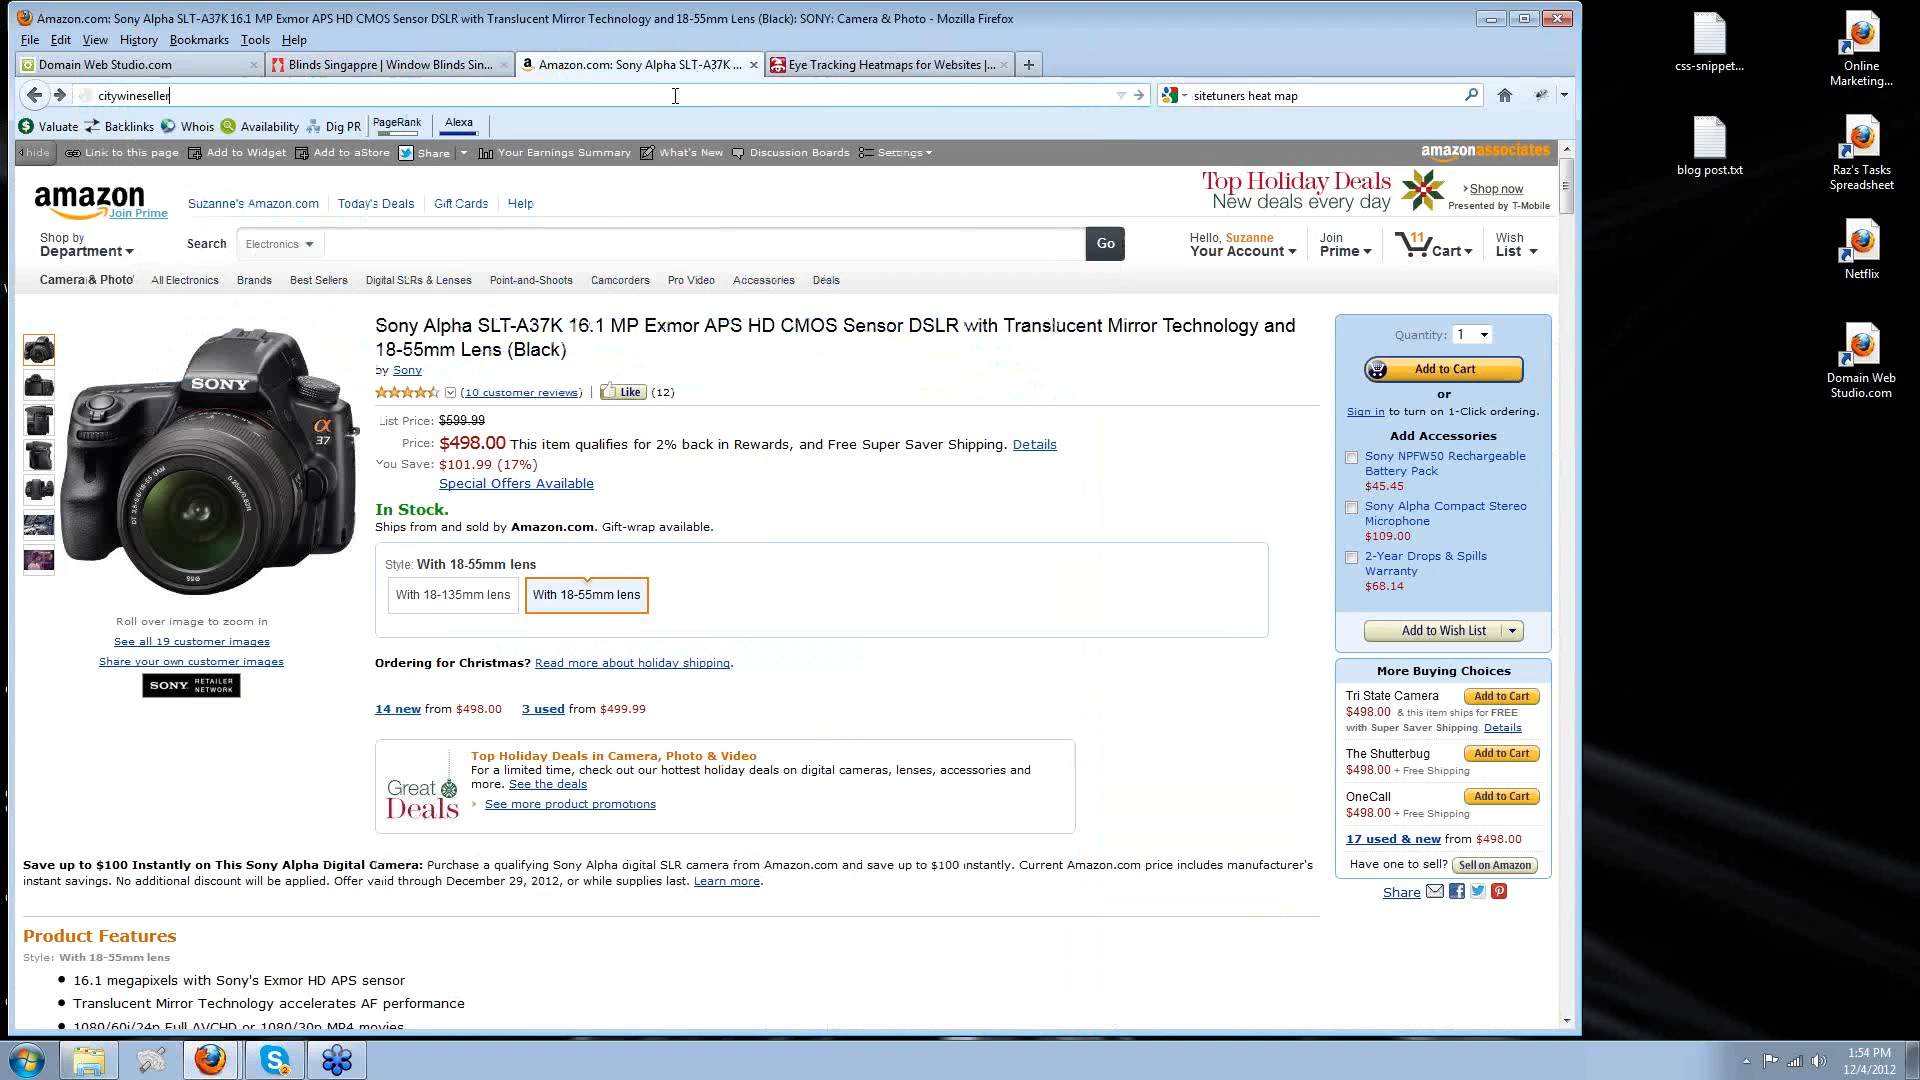 Amazon.com: Sony Alpha SLT-A37K 16.1 MP Exmor APS HD CMOS Sensor DSLR with Translucent Mirror Technology and 18-55mm Lens (Black): SONY: Camera & Photo - Mozilla Firefox
File Edit View History Bookmarks Tools Help
Domain Web Studio.com
Blinds Singappre | Window Blinds Sin...
Amazon.com: Sony Alpha SLT-A37K ...
Eye Tracking Heatmaps for Websites |...
citywineseller
sitetuners heat map
Valuate Backlinks Whois Availability Dig PR PageRank Alexa
hide Link to this page Add to Widget Add to aStore Share Your Earnings Summary What's New Discussion Boards Settings
amazonassociates
amazon
Join Prime
Suzanne's Amazon.com Today's Deals Gift Cards Help
Top Holiday Deals
New deals every day
Shop now
Presented by T-Mobile
Shop by
Department
Search Electronics Go
Hello, Suzanne
Your Account
Join
Prime
11
Cart
Wish
List
Camera & Photo All Electronics Brands Best Sellers Digital SLRs & Lenses Point-and-Shoots Camcorders Pro Video Accessories Deals
Sony Alpha SLT-A37K 16.1 MP Exmor APS HD CMOS Sensor DSLR with Translucent Mirror Technology and
18-55mm Lens (Black)
by Sony
(10 customer reviews) | Like (12)
List Price: $599.99
Price: $498.00 This item qualifies for 2% back in Rewards, and Free Super Saver Shipping. Details
You Save: $101.99 (17%)
Special Offers Available
In Stock.
Ships from and sold by Amazon.com. Gift-wrap available.
Style: With 18-55mm lens
With 18-135mm lens
With 18-55mm lens
SONY
α
37
Roll over image to zoom in
See all 19 customer images
Share your own customer images
SONY RETAILER NETWORK
Ordering for Christmas? Read more about holiday shipping.
14 new from $498.00 3 used from $499.99
Great
Deals
Top Holiday Deals in Camera, Photo & Video
For a limited time, check out our hottest holiday deals on digital cameras, lenses, accessories and
more. See the deals
See more product promotions
Save up to $100 Instantly on This Sony Alpha Digital Camera: Purchase a qualifying Sony Alpha digital SLR camera from Amazon.com and save up to $100 instantly. Current Amazon.com price includes manufacturer's
instant savings. No additional discount will be applied. Offer valid through December 29, 2012, or while supplies last. Learn more.
Product Features
Style: With 18-55mm lens
16.1 megapixels with Sony's Exmor HD APS sensor
Translucent Mirror Technology accelerates AF performance
1080/60i/24p Full AVCHD or 1080/30p MP4 movies
Quantity: 1
Add to Cart
or
Sign in to turn on 1-Click ordering.
Add Accessories
Sony NPFW50 Rechargeable
Battery Pack
$45.45
Sony Alpha Compact Stereo
Microphone
$109.00
2-Year Drops & Spills
Warranty
$68.14
Add to Wish List
More Buying Choices
Tri State Camera Add to Cart
$498.00 & this item ships for FREE
with Super Saver Shipping. Details
The Shutterbug Add to Cart
$498.00 + Free Shipping
OneCall Add to Cart
$498.00 + Free Shipping
17 used & new from $498.00
Have one to sell? Sell on Amazon
Share
css-snippet...
Online
Marketing...
blog post.txt
Raz's Tasks
Spreadsheet
Netflix
Domain Web
Studio.com
1:54 PM
12/4/2012